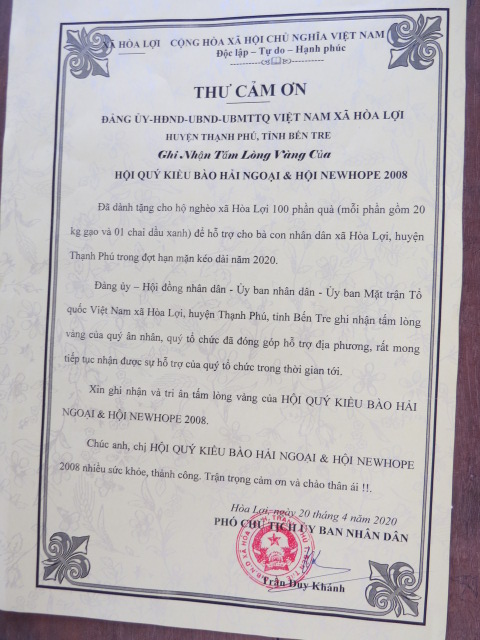 XÃ HÒA LỢI CỘNG HÒA XÃ HỘI CHỦ NGHĨA VIỆT NAM
Độc lập – Tự do – Hạnh phúc
THƯ CẢM ƠN
ĐẢNG ỦY-HĐND-UBND-UBMTTQ VIỆT NAM XÃ HÒA LỢI
HUYỆN THẠNH PHÚ, TỈNH BẾN TRE
Ghi Nhận Tấm Lòng Vàng Của
HỘI QUÝ KIỀU BÀO HẢI NGOẠI & HỘI NEWHOPE 2008
Đã dành tặng cho hộ nghèo xã Hòa Lợi 100 phần quà (mỗi phần gồm 20
kg gạo và 01 chai dầu xanh) để hỗ trợ cho bà con nhân dân xã Hòa Lợi, huyện
Thạnh Phú trong đợt hạn mặn kéo dài năm 2020.
Đảng ủy – Hội đồng nhân dân - Ủy ban nhân dân - Ủy ban Mặt trận Tổ
quốc Việt Nam xã Hòa Lợi, huyện Thạnh Phú, tỉnh Bến Tre ghi nhận tấm lòng
vàng của quý ân nhân, quý tổ chức đã đóng góp hỗ trợ địa phương, rất mong
tiếp tục nhận được sự hỗ trợ của quý tổ chức trong thời gian tới.
Xin ghi nhận và tri ân tấm lòng vàng của HỘI QUÝ KIỀU BÀO HẢI
NGOẠI & HỘI NEWHOPE 2008.
Chúc anh, chị HỘI QUÝ KIỀU BÀO HẢI NGOẠI & HỘI NEWHOPE
2008 nhiều sức khỏe, thành công. Trận trọng cảm ơn và chào thân ái !!.
Hòa Lợi, ngày 20 tháng 4 năm 2020
PHÓ CHỦ TỊCH ỦY BAN NHÂN DÂN
Trần Duy Khánh